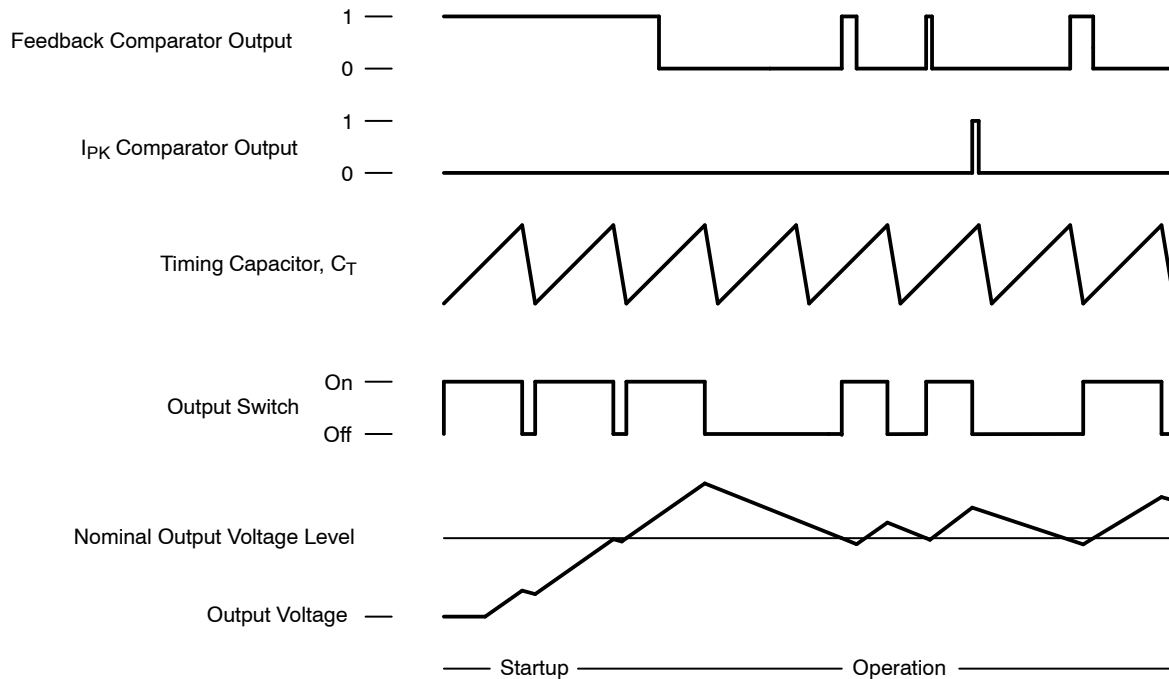 1
Feedback Comparator Output
0
1
IPK Comparator Output
0
Timing Capacitor, CT
On
Output Switch
Off
Nominal Output Voltage Level
Output Voltage
Startup
Operation